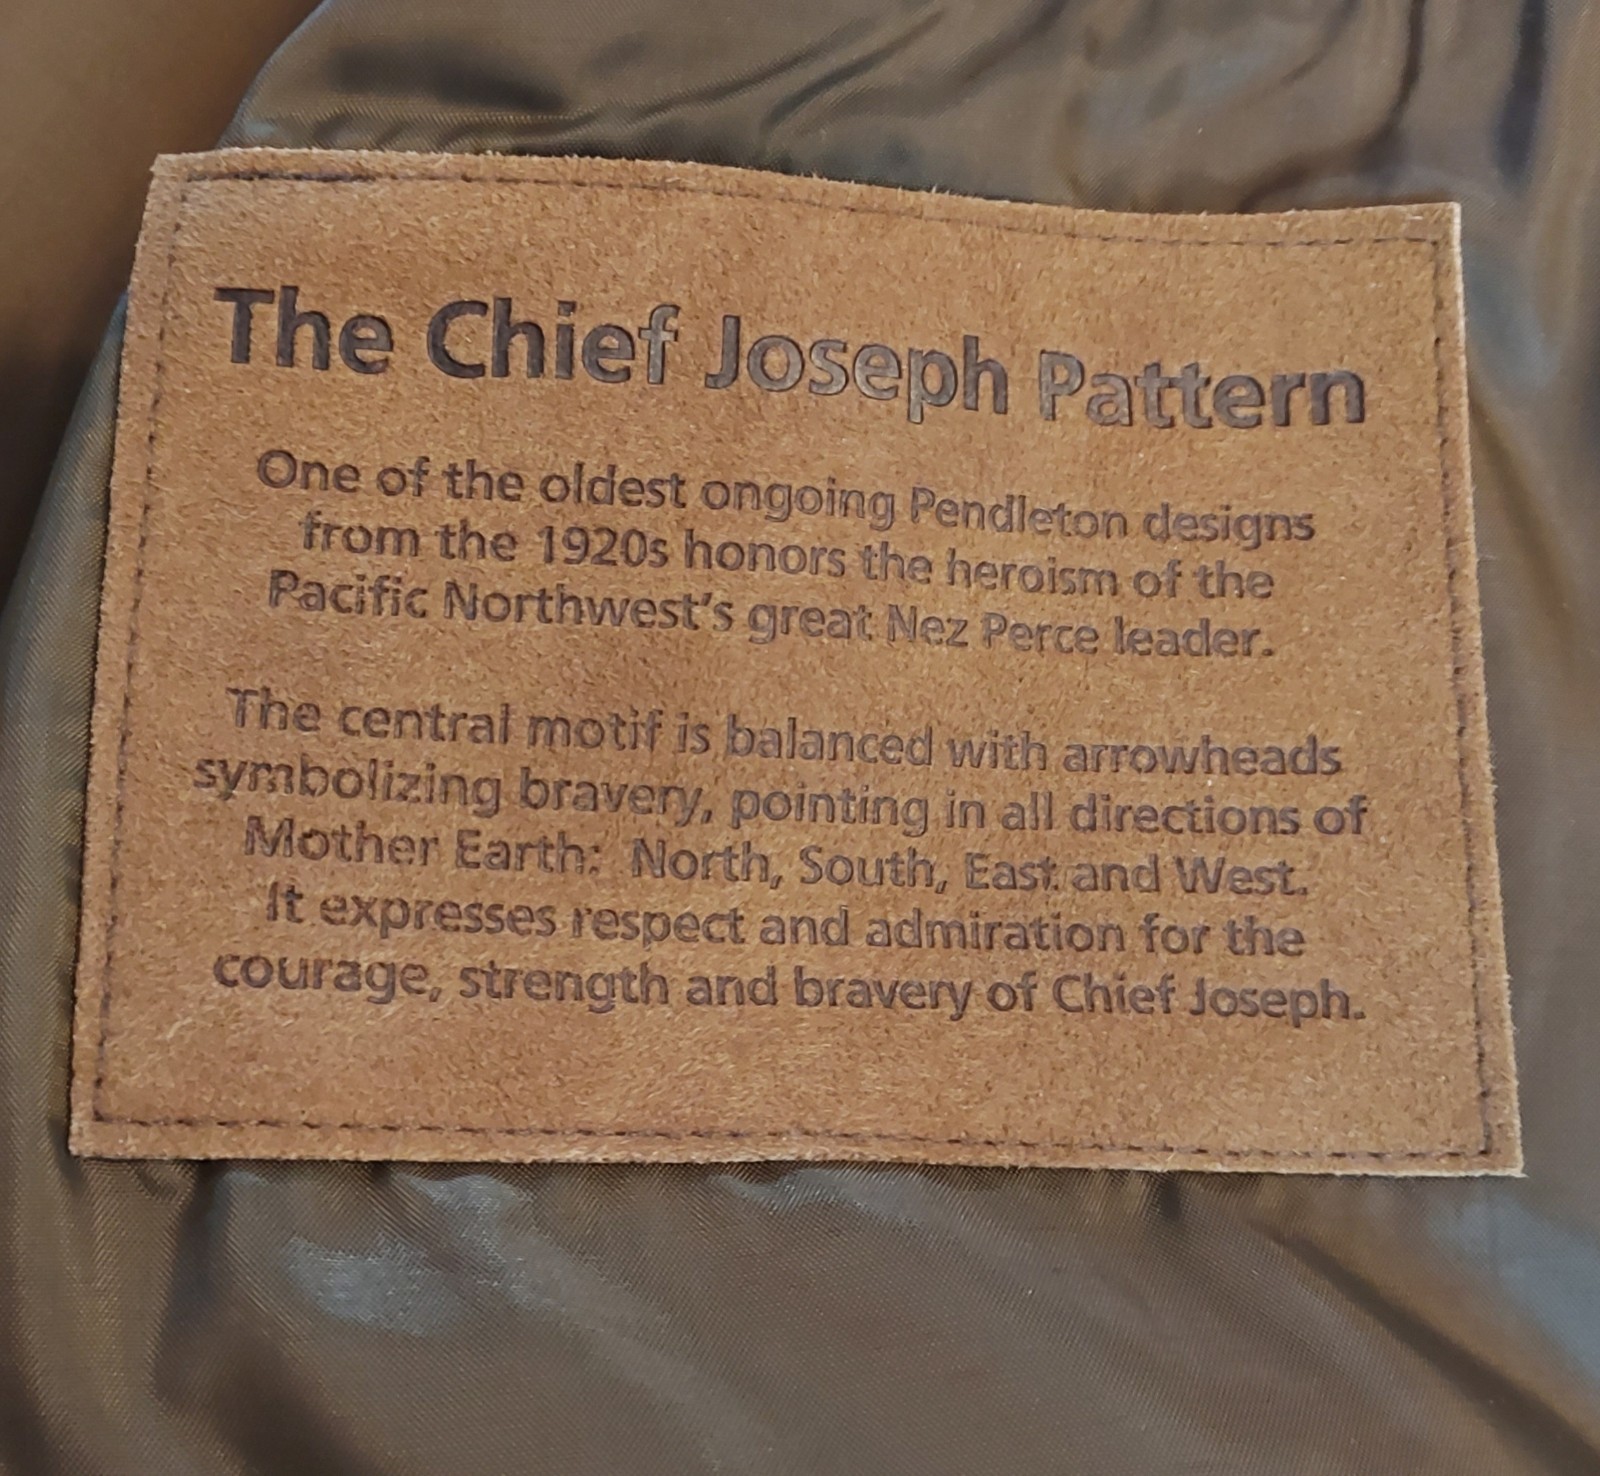 The Chief Joseph Pattern
One of the oldest ongoing Pendleton designs
from the 1920s honors the heroism of the
Pacific Northwest's great Nez Perce leader.
The central motif is balanced with arrowheads
symbolizing bravery, pointing in all directions of
Mother Earth: North, South, East and West.
It expresses respect and admiration for the
courage, strength and bravery of Chief Joseph.